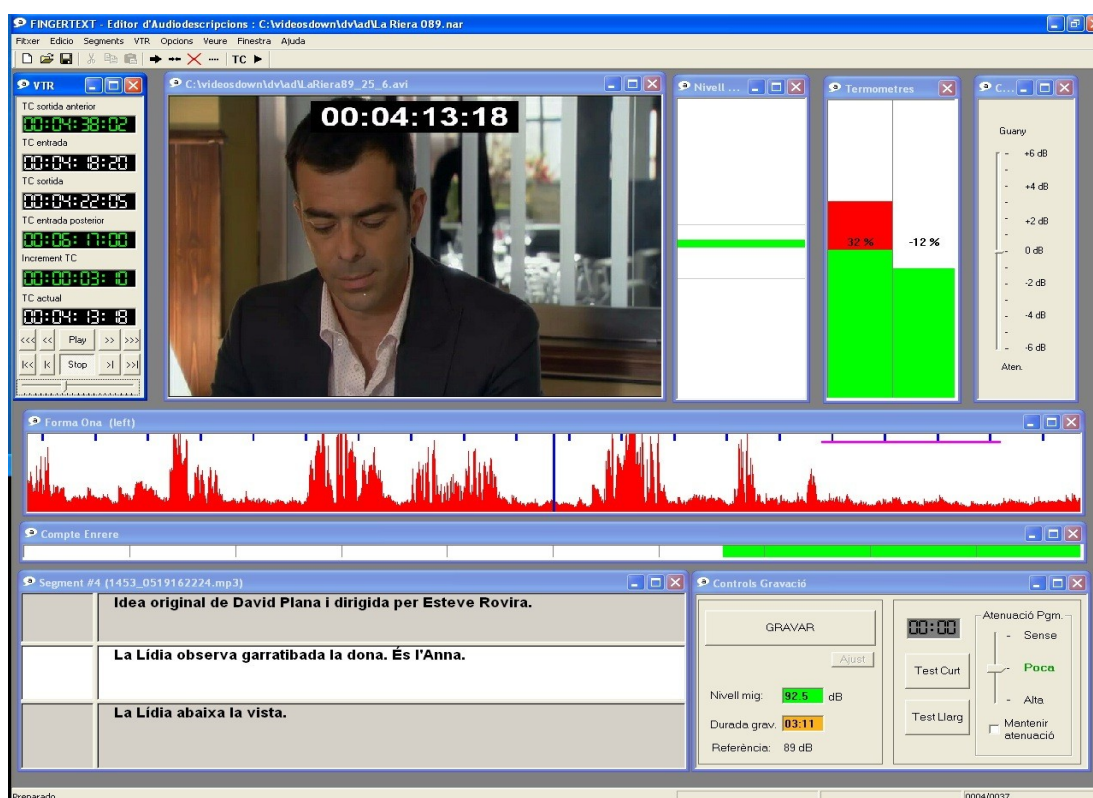 FINGERTEXT - Editor d'Audiodescripcions : C:\videosdown\dv\ad\La Riera 089.nar
Fitxer Edicio Segments VTR Opcions Veure Finestra Ajuda
TC
VTR
TC sortida anterior
00:04:38:02
TC entrada
00:04:18:20
TC sortida
00:04:22:05
TC entrada posterior
00:06:17:00
Increment TC
00:00:03:10
TC actual
00:04:13:18
<<< << Play >> >>>
|<< |< Stop >| >>|
C:\videosdown\dv\ad\LaRiera89_25_6.avi
00:04:13:18
Nivell ...
Termometres
32 %
-12 %
C...
Guany
+6 dB
+4 dB
+2 dB
0 dB
-2 dB
-4 dB
-6 dB
Aten.
Forma Ona (left)
Compte Enrere
Segment #4 (1453_0519162224.mp3)
Idea original de David Plana i dirigida per Esteve Rovira.
La Lídia observa garratibada la dona. És l'Anna.
La Lídia abaixa la vista.
Controls Gravació
GRAVAR
Ajust
Nivell mig: 92.5 dB
Durada grav. 03:11
Referència: 89 dB
00:00
Test Curt
Test Llarg
Atenuació Pgm.
Sense
Poca
Alta
Mantenir
atenuació
Preparado
0004/0037